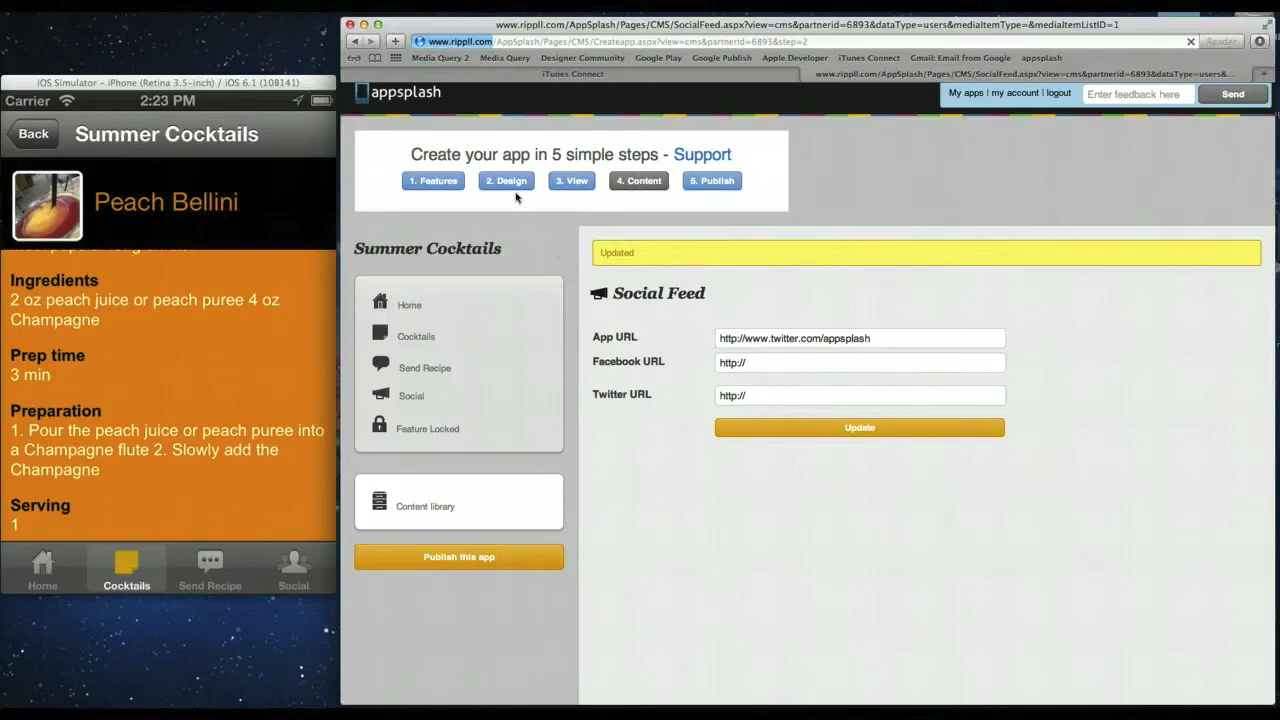 iOS Simulator - iPhone (Retina 3.5-inch) / iOS 6.1 (10B141)
Carrier
2:23 PM
Back
Summer Cocktails
Peach Bellini
Ingredients
2 oz peach juice or peach puree 4 oz
Champagne
Prep time
3 min
Preparation
1. Pour the peach juice or peach puree into
a Champagne flute 2. Slowly add the
Champagne
Serving
1
Home
Cocktails
Send Recipe
Social
www.rippll.com/AppSplash/Pages/CMS/SocialFeed.aspx?view=cms&partnerid=6893&dataType=users&mediaItemType=&mediaItemListID=1
www.rippll.com/AppSplash/Pages/CMS/Createapp.aspx?view=cms&partnerid=6893&step=2
Reader
Media Query 2 Media Query Designer Community Google Play Google Publish Apple Developer iTunes Connect Gmail: Email from Google appsplash
iTunes Connect
www.rippll.com/AppSplash/Pages/CMS/SocialFeed.aspx?view=cms&partnerid=6893&dataType=users&...
appsplash
My apps | my account | logout
Enter feedback here
Send
Create your app in 5 simple steps - Support
1. Features
2. Design
3. View
4. Content
5. Publish
Summer Cocktails
Home
Cocktails
Send Recipe
Social
Feature Locked
Content library
Publish this app
Updated
Social Feed
App URL
http://www.twitter.com/appsplash
Facebook URL
http://
Twitter URL
http://
Update